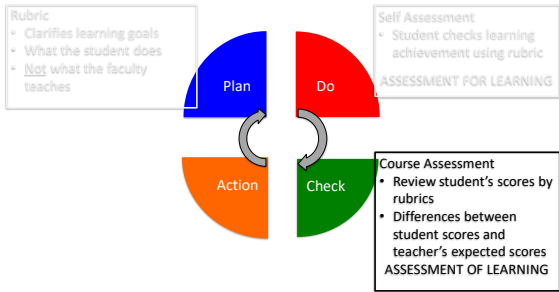 Rubric
• Clarifies learning goals
• What the student does
• Not what the faculty
teaches
Self Assessment
• Student checks learning
achievement using rubric
ASSESSMENT FOR LEARNING
Plan
Do
Action
Check
Course Assessment
• Review student's scores by
rubrics
• Differences between
student scores and
teacher's expected scores
ASSESSMENT OF LEARNING